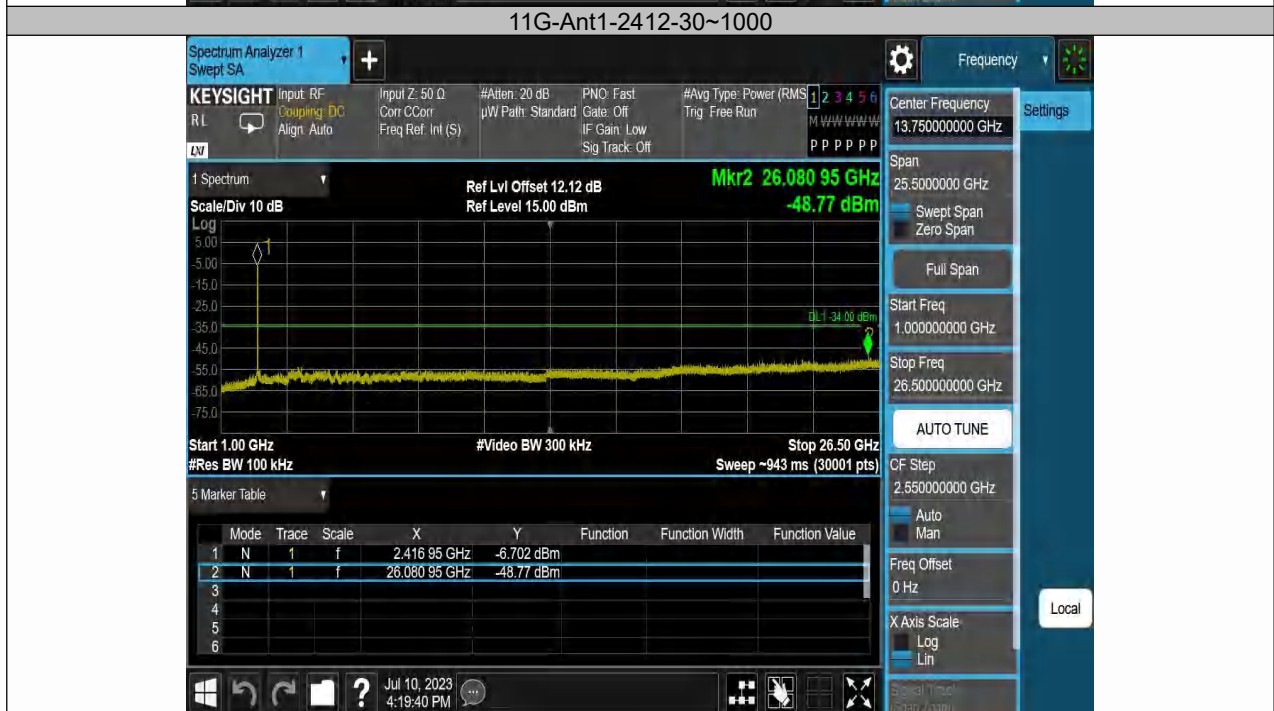 11G-Ant1-2412-30~1000
Spectrum Analyzer 1
Swept SA
+
Frequency
KEYSIGHT
RL
LXI
Input: RF
Coupling: DC
Align: Auto
Input Z: 50 Ω
Corr CCorr
Freq Ref: Int (S)
#Atten: 20 dB
µW Path: Standard
PNO: Fast
Gate: Off
IF Gain: Low
Sig Track: Off
#Avg Type: Power (RMS
Trig: Free Run
1 2 3 4 5 6
M W W W W W
P P P P P P
1 Spectrum
Scale/Div 10 dB
Ref Lvl Offset 12.12 dB
Ref Level 15.00 dBm
Mkr2 26.080 95 GHz
-48.77 dBm
Log
5.00
-5.00
-15.0
-25.0
-35.0
-45.0
-55.0
-65.0
-75.0
1
DL1 -34.00 dBm
2
Start 1.00 GHz
#Res BW 100 kHz
#Video BW 300 kHz
Stop 26.50 GHz
Sweep ~943 ms (30001 pts)
5 Marker Table
Mode Trace Scale X Y Function Function Width Function Value
1 N 1 f 2.416 95 GHz -6.702 dBm
2 N 1 f 26.080 95 GHz -48.77 dBm
3
4
5
6
Jul 10, 2023
4:19:40 PM
?
Center Frequency
13.750000000 GHz
Settings
Span
25.5000000 GHz
Swept Span
Zero Span
Full Span
Start Freq
1.000000000 GHz
Stop Freq
26.500000000 GHz
AUTO TUNE
CF Step
2.550000000 GHz
Auto
Man
Freq Offset
0 Hz
X Axis Scale
Log
Lin
Local